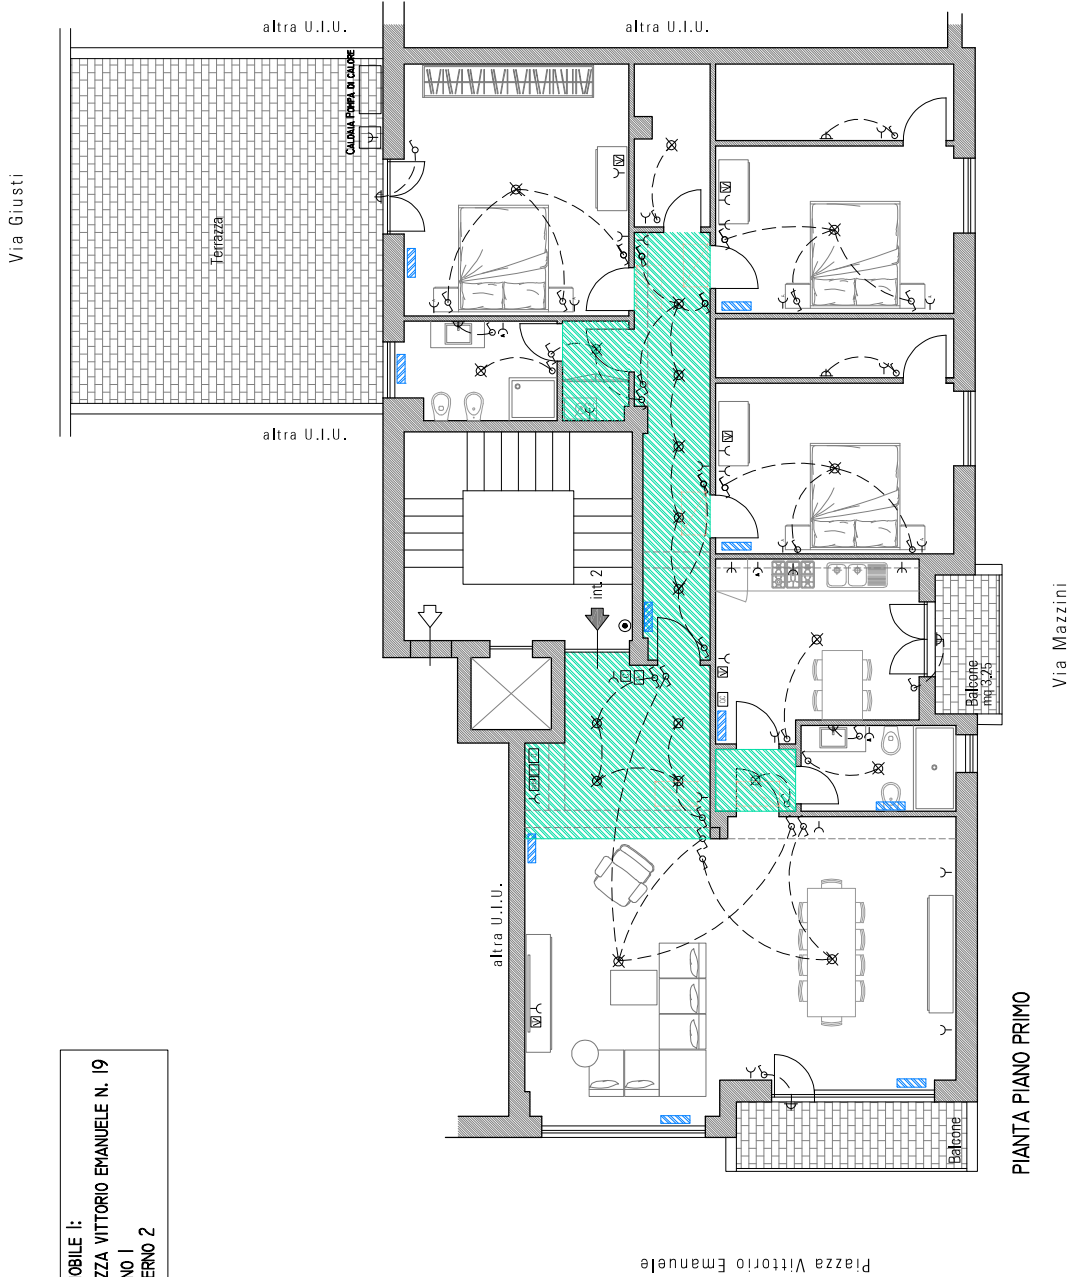 altra U.I.U.
altra U.I.U.
Via Giusti
CALDAIA POMPA DI CALORE
Terrazza
altra U.I.U.
int. 2
Via Mazzini
Balcone
mq 3.25
altra U.I.U.
Balcone
PIANTA PIANO PRIMO
OBILE 1:
ZZA VITTORIO EMANUELE N. 19
NO 1
ERNO 2
Piazza Vittorio Emanuele